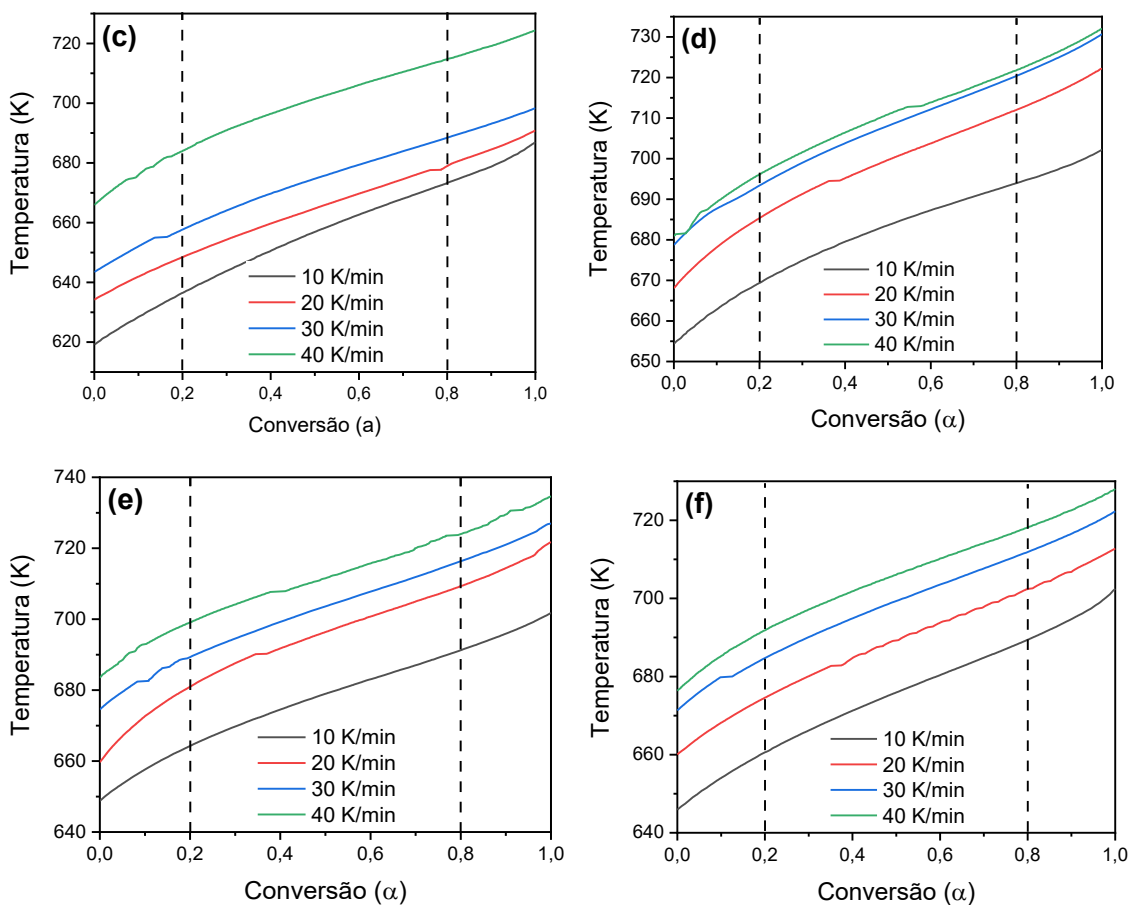 (c)
Temperatura (K)
720
700
680
660
640
620
10 K/min
20 K/min
30 K/min
40 K/min
0,0 0,2 0,4 0,6 0,8 1,0
Conversão (a)
(d)
Temperatura (K)
730
720
710
700
690
680
670
660
650
10 K/min
20 K/min
30 K/min
40 K/min
0,0 0,2 0,4 0,6 0,8 1,0
Conversão (α)
(e)
Temperatura (K)
740
720
700
680
660
640
10 K/min
20 K/min
30 K/min
40 K/min
0,0 0,2 0,4 0,6 0,8 1,0
Conversão (α)
(f)
Temperatura (K)
720
700
680
660
640
10 K/min
20 K/min
30 K/min
40 K/min
0,0 0,2 0,4 0,6 0,8 1,0
Conversão (α)